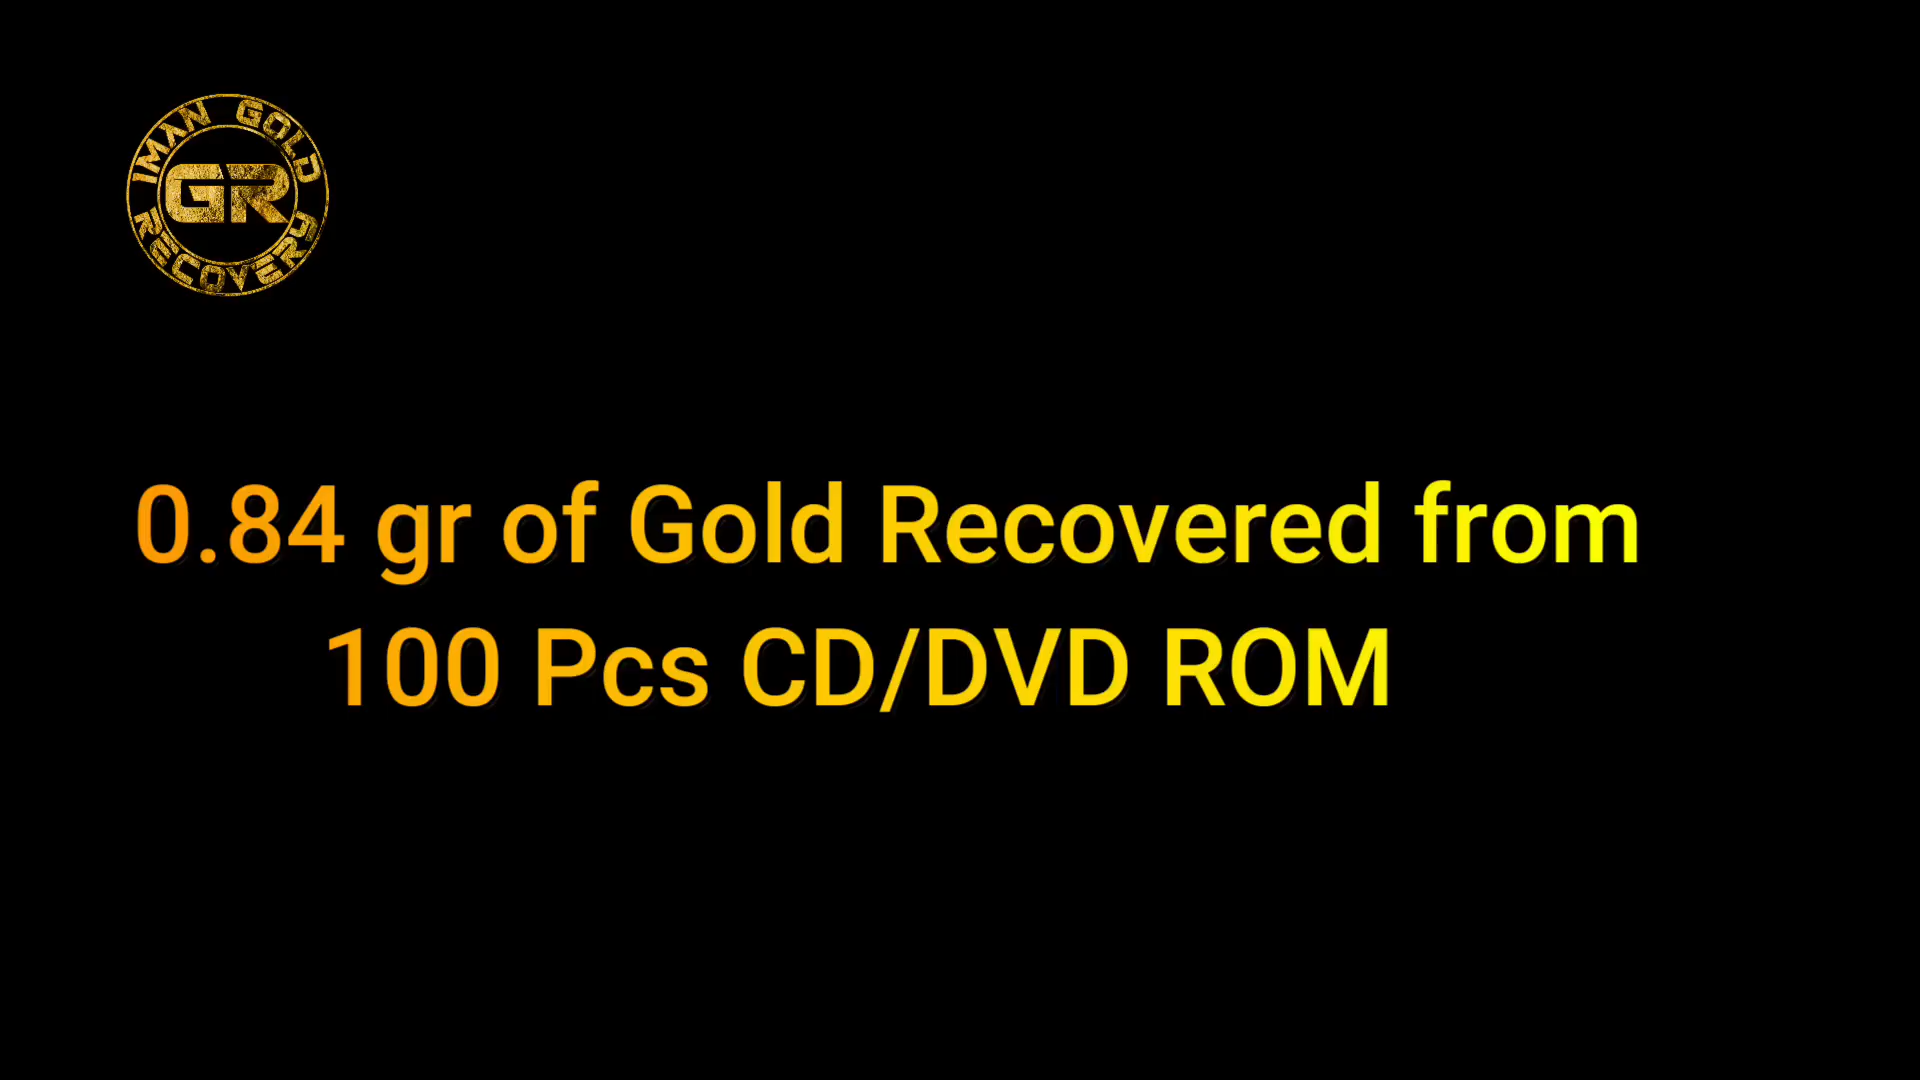 IMAN GOLD
GR
RECOVERY
0.84 gr of Gold Recovered from
100 Pcs CD/DVD ROM